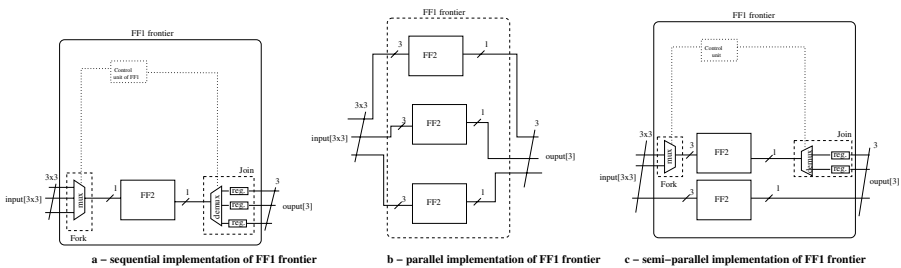 FF1 frontier
Control
unit of FF1
Join
3x3
3
input[3x3]
mux
1
FF2
1
demux
reg.
reg.
reg.
ouput[3]
Fork
a – sequential implementation of FF1 frontier
FF1 frontier
3
FF2
1
3x3
3
FF2
1
3
input[3x3]
ouput[3]
3
FF2
1
b – parallel implementation of FF1 frontier
FF1 frontier
Control
unit
Join
3x3
3
mux
3
FF2
1
demux
reg.
reg.
Fork
input[3x3]
ouput[3]
3
FF2
1
c – semi-parallel implementation of FF1 frontier